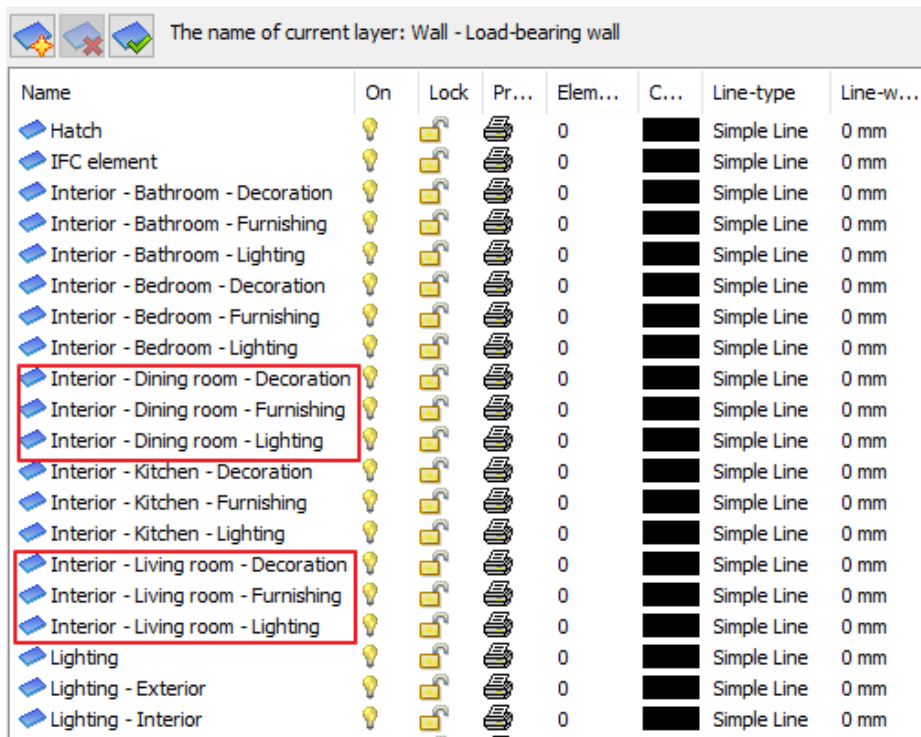 The name of current layer: Wall - Load-bearing wall
Name On Lock Pr... Elem... C... Line-type Line-w...
Hatch 0 Simple Line 0 mm
IFC element 0 Simple Line 0 mm
Interior - Bathroom - Decoration 0 Simple Line 0 mm
Interior - Bathroom - Furnishing 0 Simple Line 0 mm
Interior - Bathroom - Lighting 0 Simple Line 0 mm
Interior - Bedroom - Decoration 0 Simple Line 0 mm
Interior - Bedroom - Furnishing 0 Simple Line 0 mm
Interior - Bedroom - Lighting 0 Simple Line 0 mm
Interior - Dining room - Decoration 0 Simple Line 0 mm
Interior - Dining room - Furnishing 0 Simple Line 0 mm
Interior - Dining room - Lighting 0 Simple Line 0 mm
Interior - Kitchen - Decoration 0 Simple Line 0 mm
Interior - Kitchen - Furnishing 0 Simple Line 0 mm
Interior - Kitchen - Lighting 0 Simple Line 0 mm
Interior - Living room - Decoration 0 Simple Line 0 mm
Interior - Living room - Furnishing 0 Simple Line 0 mm
Interior - Living room - Lighting 0 Simple Line 0 mm
Lighting 0 Simple Line 0 mm
Lighting - Exterior 0 Simple Line 0 mm
Lighting - Interior 0 Simple Line 0 mm